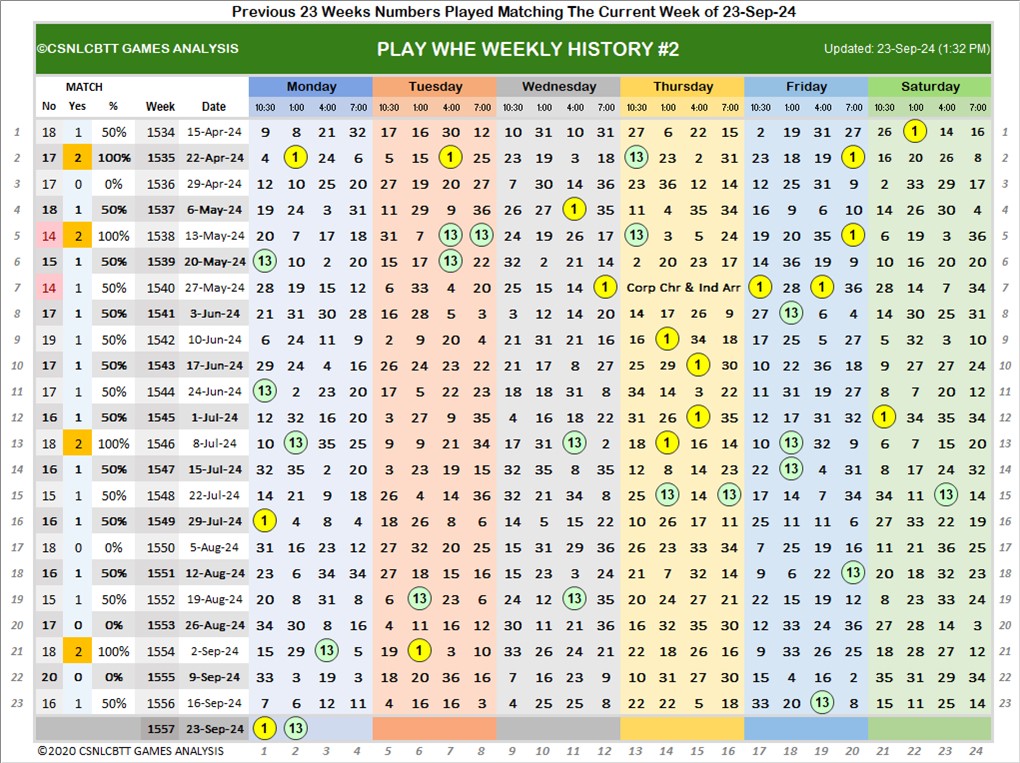 Previous 23 Weeks Numbers Played Matching The Current Week of 23-Sep-24
©CSNLCBTT GAMES ANALYSIS PLAY WHE WEEKLY HISTORY #2 Updated: 23-Sep-24 (1:32 PM)
MATCH Monday Tuesday Wednesday Thursday Friday Saturday
No Yes % Week Date 10:30 1:00 4:00 7:00 10:30 1:00 4:00 7:00 10:30 1:00 4:00 7:00 10:30 1:00 4:00 7:00 10:30 1:00 4:00 7:00 10:30 1:00 4:00 7:00
1 18 1 50% 1534 15-Apr-24 9 8 21 32 17 16 30 12 10 31 10 31 27 6 22 15 2 19 31 27 26 1 14 16 1
2 17 2 100% 1535 22-Apr-24 4 1 24 6 5 15 1 25 23 19 3 18 13 23 2 31 23 18 19 1 16 20 26 8 2
3 17 0 0% 1536 29-Apr-24 12 10 25 20 27 19 20 27 7 30 14 36 23 36 12 14 12 25 31 9 2 33 29 17 3
4 18 1 50% 1537 6-May-24 19 24 3 31 11 29 9 36 26 27 1 35 11 4 35 34 16 9 6 10 14 26 30 4 4
5 14 2 100% 1538 13-May-24 20 7 17 18 31 7 13 13 24 19 26 17 13 3 5 24 19 20 35 1 6 19 3 36 5
6 15 1 50% 1539 20-May-24 13 10 2 20 15 17 13 22 32 2 21 14 2 20 23 17 14 36 19 9 10 16 20 20 6
7 14 1 50% 1540 27-May-24 28 19 15 12 6 33 4 20 25 15 14 1 Corp Chr & Ind Arr 1 28 1 36 28 14 7 34 7
8 17 1 50% 1541 3-Jun-24 21 31 30 28 16 28 5 3 3 12 14 20 14 17 26 9 27 13 6 4 14 30 25 31 8
9 19 1 50% 1542 10-Jun-24 6 24 11 9 2 9 20 4 21 31 21 16 16 1 34 18 17 25 5 27 5 32 3 10 9
10 17 1 50% 1543 17-Jun-24 29 24 4 16 26 24 23 22 21 17 8 27 25 29 1 30 10 22 36 18 9 27 27 24 10
11 17 1 50% 1544 24-Jun-24 13 2 23 20 17 5 22 23 18 18 31 8 34 14 3 22 11 31 19 27 8 7 20 12 11
12 16 1 50% 1545 1-Jul-24 12 32 16 20 3 27 9 35 4 16 18 22 31 26 1 35 12 17 31 32 1 34 35 34 12
13 18 2 100% 1546 8-Jul-24 10 13 35 25 9 9 21 34 17 31 13 2 18 1 16 14 10 13 32 9 6 7 15 20 13
14 16 1 50% 1547 15-Jul-24 32 35 2 20 3 23 19 15 32 35 8 35 12 8 14 23 22 13 4 31 8 17 24 32 14
15 15 1 50% 1548 22-Jul-24 14 21 9 18 26 4 14 36 32 21 34 8 25 13 14 13 17 14 7 34 34 11 13 14 15
16 16 1 50% 1549 29-Jul-24 1 4 8 4 18 26 8 6 14 5 15 22 10 26 17 11 25 11 11 6 27 33 22 19 16
17 18 0 0% 1550 5-Aug-24 31 16 23 12 27 32 20 25 15 31 29 36 26 23 33 34 7 25 19 16 11 21 36 25 17
18 16 1 50% 1551 12-Aug-24 23 6 34 34 27 18 15 16 15 23 3 24 21 7 32 14 9 6 22 13 20 18 32 23 18
19 15 1 50% 1552 19-Aug-24 20 8 31 8 6 13 23 6 24 12 13 35 20 24 27 21 22 15 19 12 8 23 33 24 19
20 17 0 0% 1553 26-Aug-24 34 30 8 16 4 11 16 12 30 11 21 36 16 32 35 30 12 33 24 36 27 28 14 3 20
21 18 2 100% 1554 2-Sep-24 15 29 13 5 19 1 3 10 33 26 24 21 22 18 26 16 9 33 26 25 18 28 27 12 21
22 20 0 0% 1555 9-Sep-24 33 3 19 3 18 20 36 16 7 16 23 9 10 31 27 30 15 4 16 2 35 31 29 34 22
23 16 1 50% 1556 16-Sep-24 7 6 12 11 4 16 16 3 4 25 25 8 22 22 5 18 33 20 13 8 15 11 25 14 23
1557 23-Sep-24 1 13
©2020 CSNLCBTT GAMES ANALYSIS 1 2 3 4 5 6 7 8 9 10 11 12 13 14 15 16 17 18 19 20 21 22 23 24